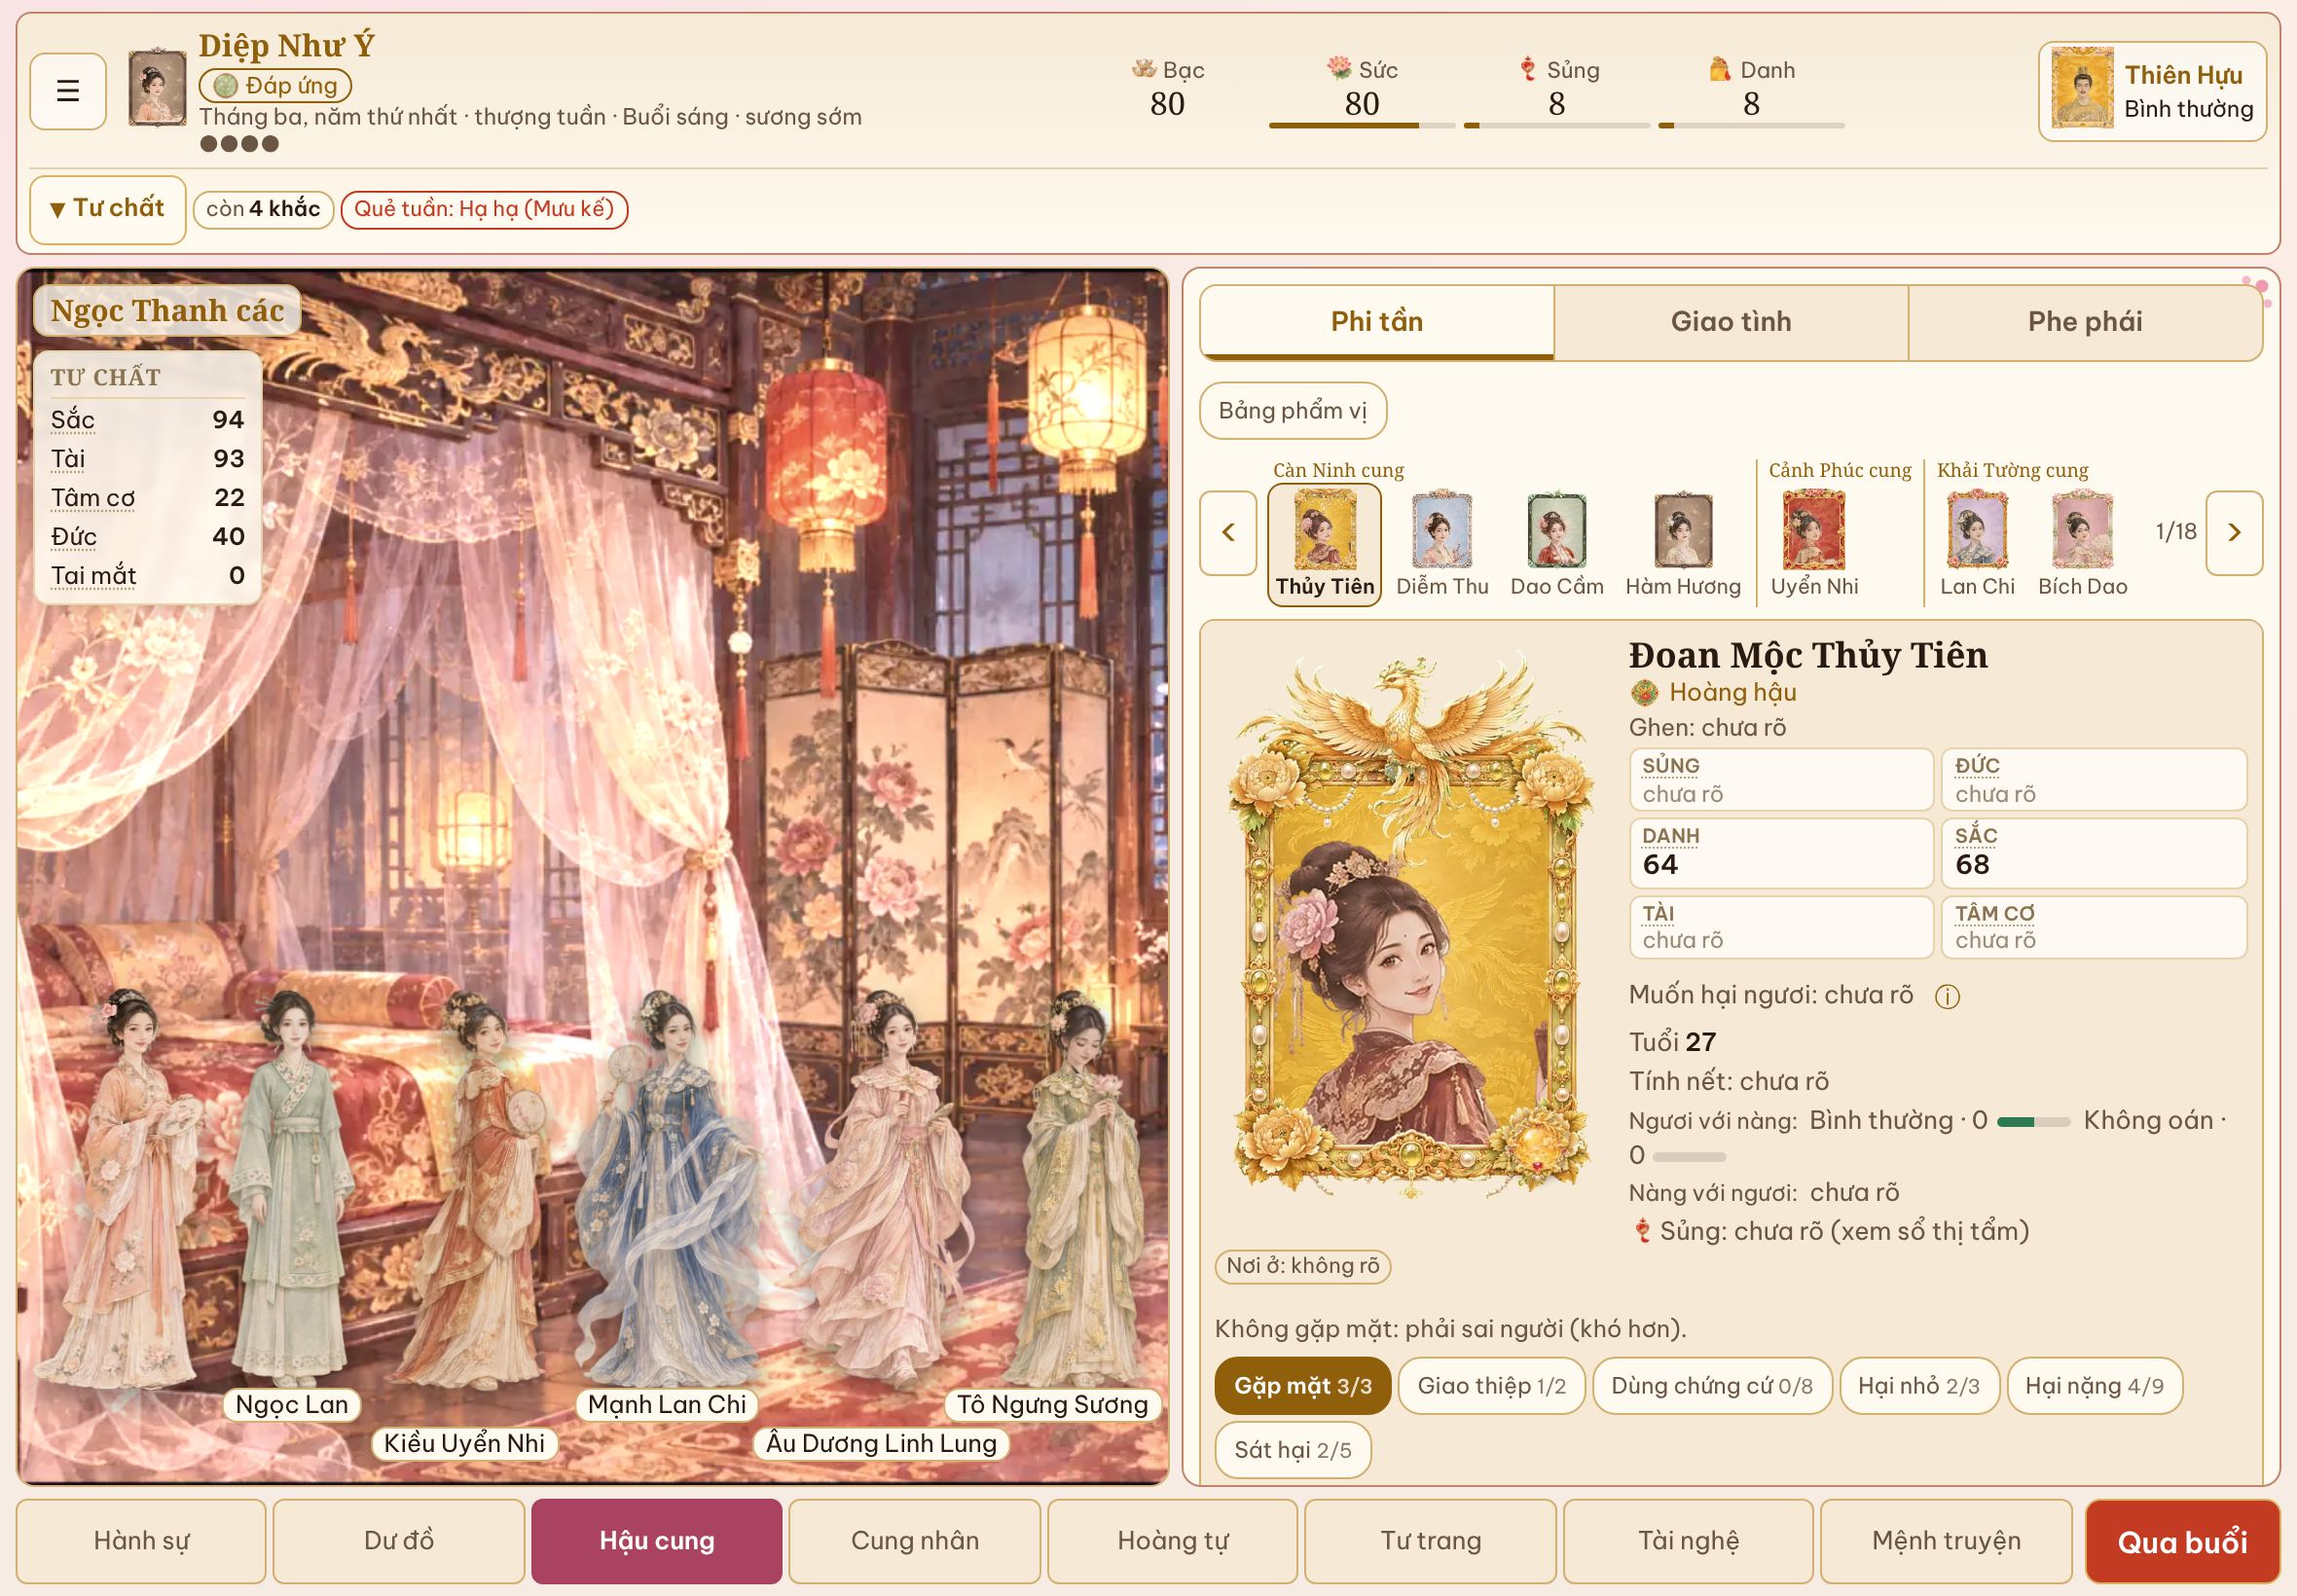 ☰
Diệp Như Ý
Đáp ứng
Tháng ba, năm thứ nhất · thượng tuần · Buổi sáng · sương sớm
Bạc
80
Sức
80
Sủng
8
Danh
8
Thiên Hựu
Bình thường
▼ Tư chất
còn 4 khắc
Quẻ tuần: Hạ hạ (Mưu kế)
Ngọc Thanh các
TƯ CHẤT
Sắc 94
Tài 93
Tâm cơ 22
Đức 40
Tai mắt 0
Ngọc Lan
Mạnh Lan Chi
Tô Ngưng Sương
Kiều Uyển Nhi
Âu Dương Linh Lung
Phi tần
Giao tình
Phe phái
Bảng phẩm vị
Càn Ninh cung
Cảnh Phúc cung
Khải Tường cung
‹
Thủy Tiên
Diễm Thu
Dao Cầm
Hàm Hương
Uyển Nhi
Lan Chi
Bích Dao
1/18
›
Đoan Mộc Thủy Tiên
Hoàng hậu
Ghen: chưa rõ
SỦNG
chưa rõ
ĐỨC
chưa rõ
DANH
64
SẮC
68
TÀI
chưa rõ
TÂM CƠ
chưa rõ
Muốn hại ngươi: chưa rõ ⓘ
Tuổi 27
Tính nết: chưa rõ
Ngươi với nàng: Bình thường · 0 Không oán ·
0
Nàng với ngươi: chưa rõ
Sủng: chưa rõ (xem sổ thị tẩm)
Nơi ở: không rõ
Không gặp mặt: phải sai người (khó hơn).
Gặp mặt 3/3
Giao thiệp 1/2
Dùng chứng cứ 0/8
Hại nhỏ 2/3
Hại nặng 4/9
Sát hại 2/5
Hành sự
Dư đồ
Hậu cung
Cung nhân
Hoàng tự
Tư trang
Tài nghệ
Mệnh truyện
Qua buổi